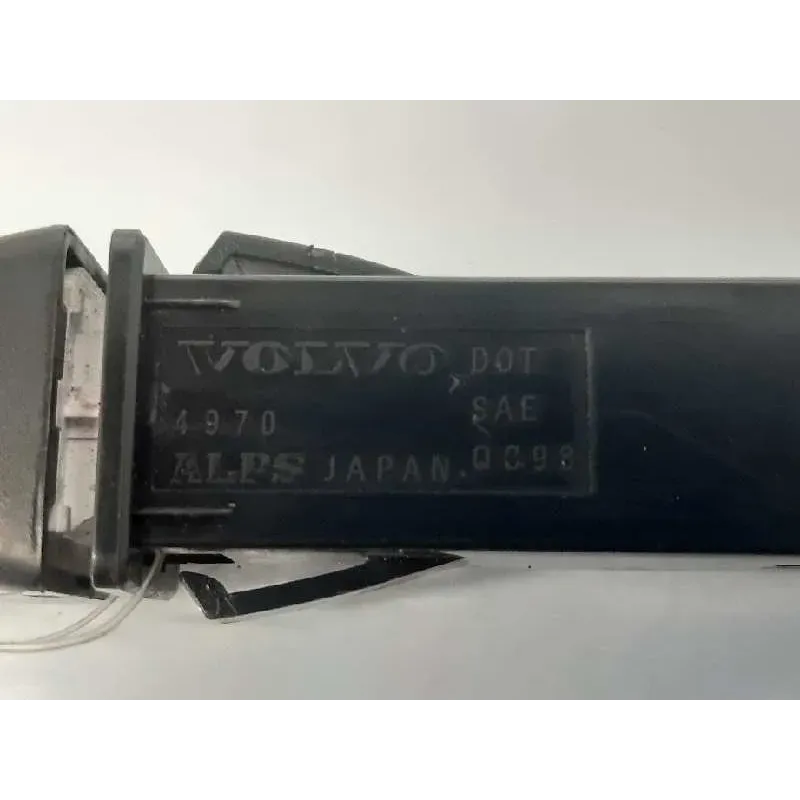 VOLVO DOT
4970 SAE
ALPS JAPAN. QC98